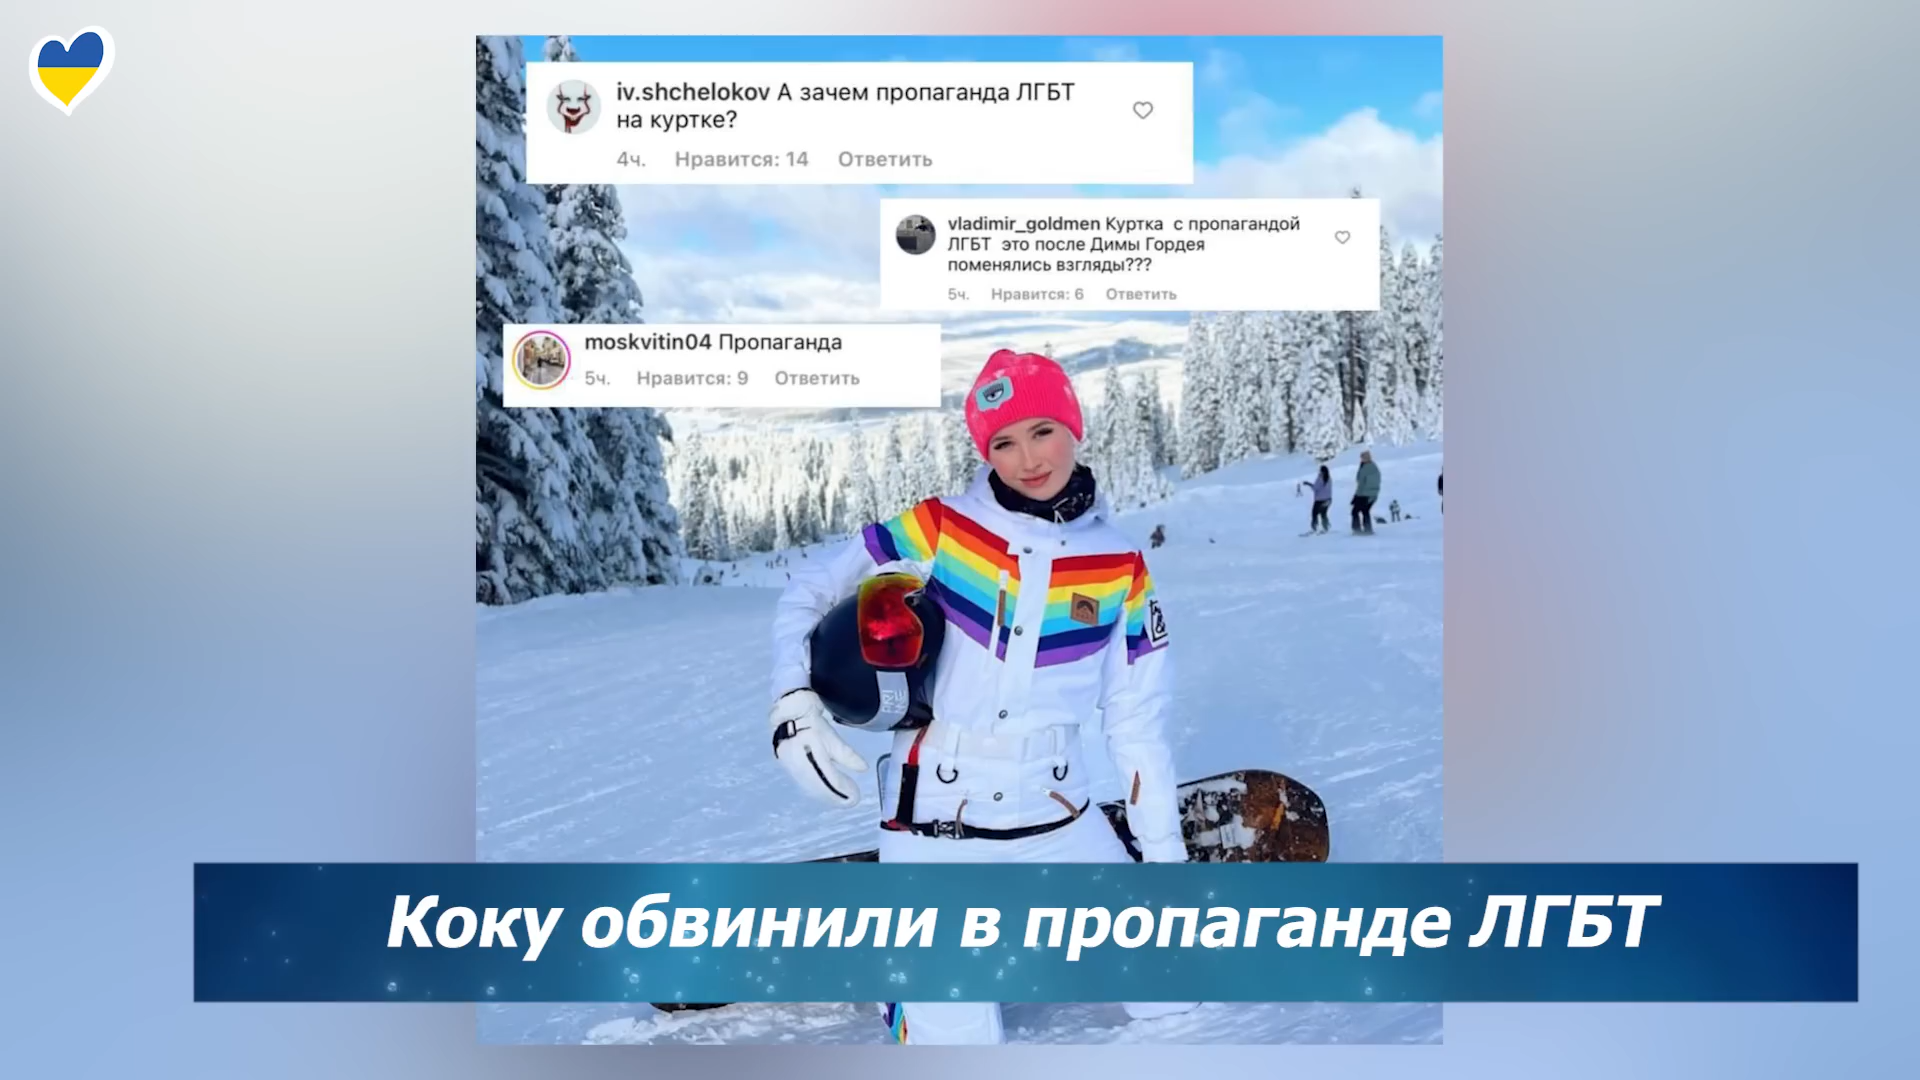 iv.shchelokov А зачем пропаганда ЛГБТ
на куртке?
4ч. Нравится: 14 Ответить
vladimir_goldmen Куртка с пропагандой
ЛГБТ это после Димы Гордея
поменялись взгляды???
5ч. Нравится: 6 Ответить
moskvitin04 Пропаганда
5ч. Нравится: 9 Ответить
Коку обвинили в пропаганде ЛГБТ